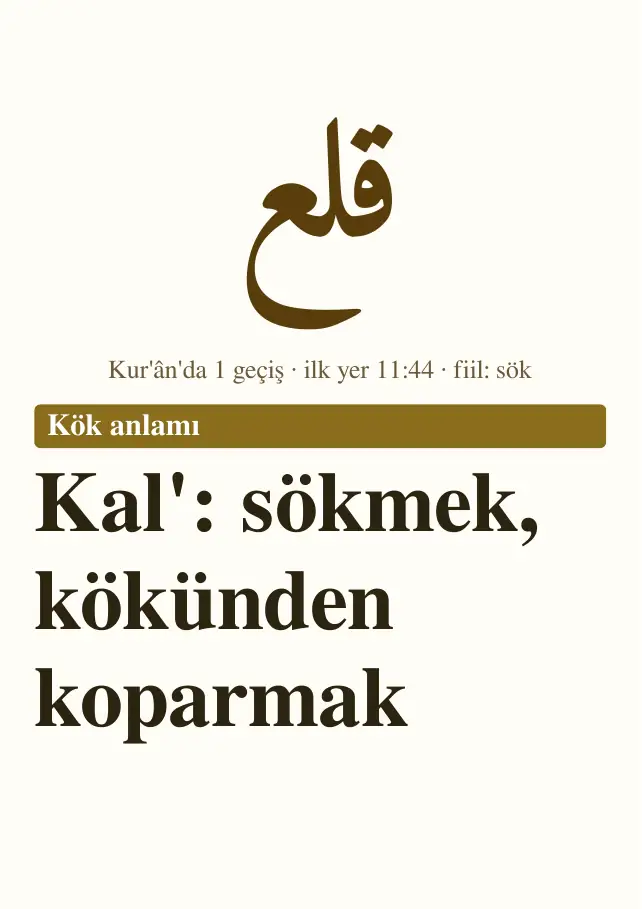 قلع
Kur'ân'da 1 geçiş · ilk yer 11:44 · fiil: sök
Kök anlamı
Kal': sökmek,
kökünden
koparmak